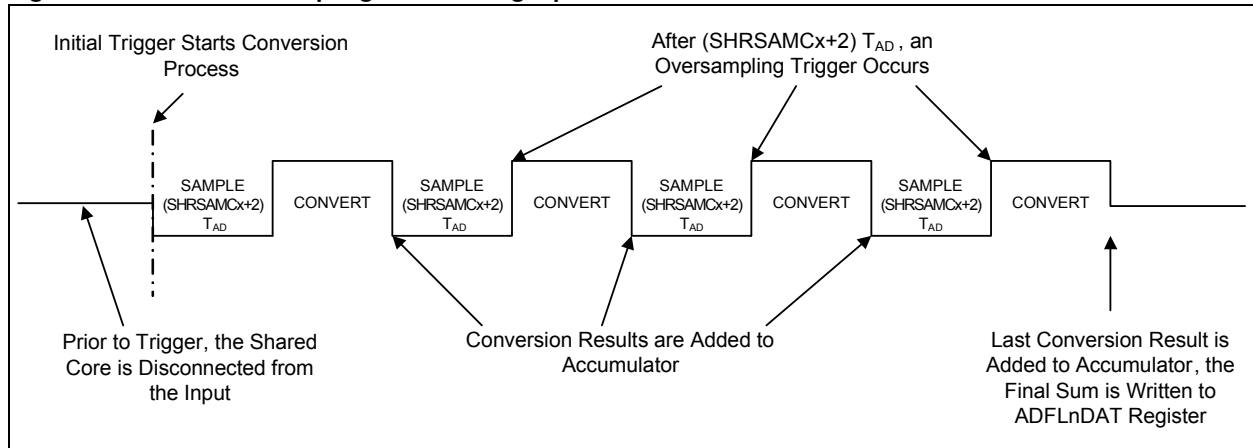 Initial Trigger Starts Conversion
Process
After (SHRSAMCx+2) TAD , an
Oversampling Trigger Occurs
SAMPLE
(SHRSAMCx+2)
TAD
CONVERT
SAMPLE
(SHRSAMCx+2)
TAD
CONVERT
SAMPLE
(SHRSAMCx+2)
TAD
CONVERT
SAMPLE
(SHRSAMCx+2)
TAD
CONVERT
Prior to Trigger, the Shared
Core is Disconnected from
the Input
Conversion Results are Added to
Accumulator
Last Conversion Result is
Added to Accumulator, the
Final Sum is Written to
ADFLnDAT Register